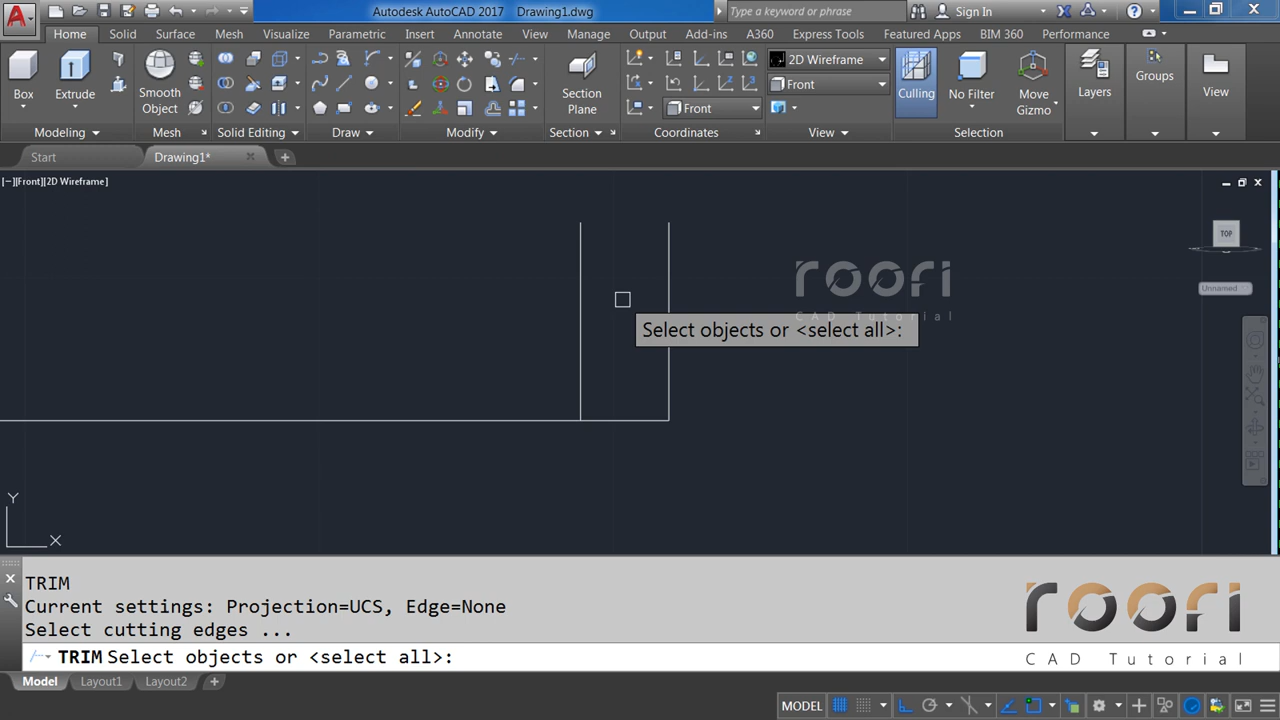 Autodesk AutoCAD 2017 Drawing1.dwg
Type a keyword or phrase
Sign In
Home Solid Surface Mesh Visualize Parametric Insert Annotate View Manage Output Add-ins A360 Express Tools Featured Apps BIM 360 Performance
Box
Extrude
Smooth
Object
Section
Plane
2D Wireframe
Front
Front
Culling
No Filter
Move
Gizmo
Layers
Groups
View
Modeling
Mesh
Solid Editing
Draw
Modify
Section
Coordinates
View
Selection
Start
Drawing1*
[−][Front][2D Wireframe]
TOP
Unnamed
roori
CAD Tutorial
Select objects or <select all>:
Y
X
TRIM
Current settings: Projection=UCS, Edge=None
Select cutting edges ...
TRIM Select objects or <select all>:
roori
CAD Tutorial
Model Layout1 Layout2
MODEL